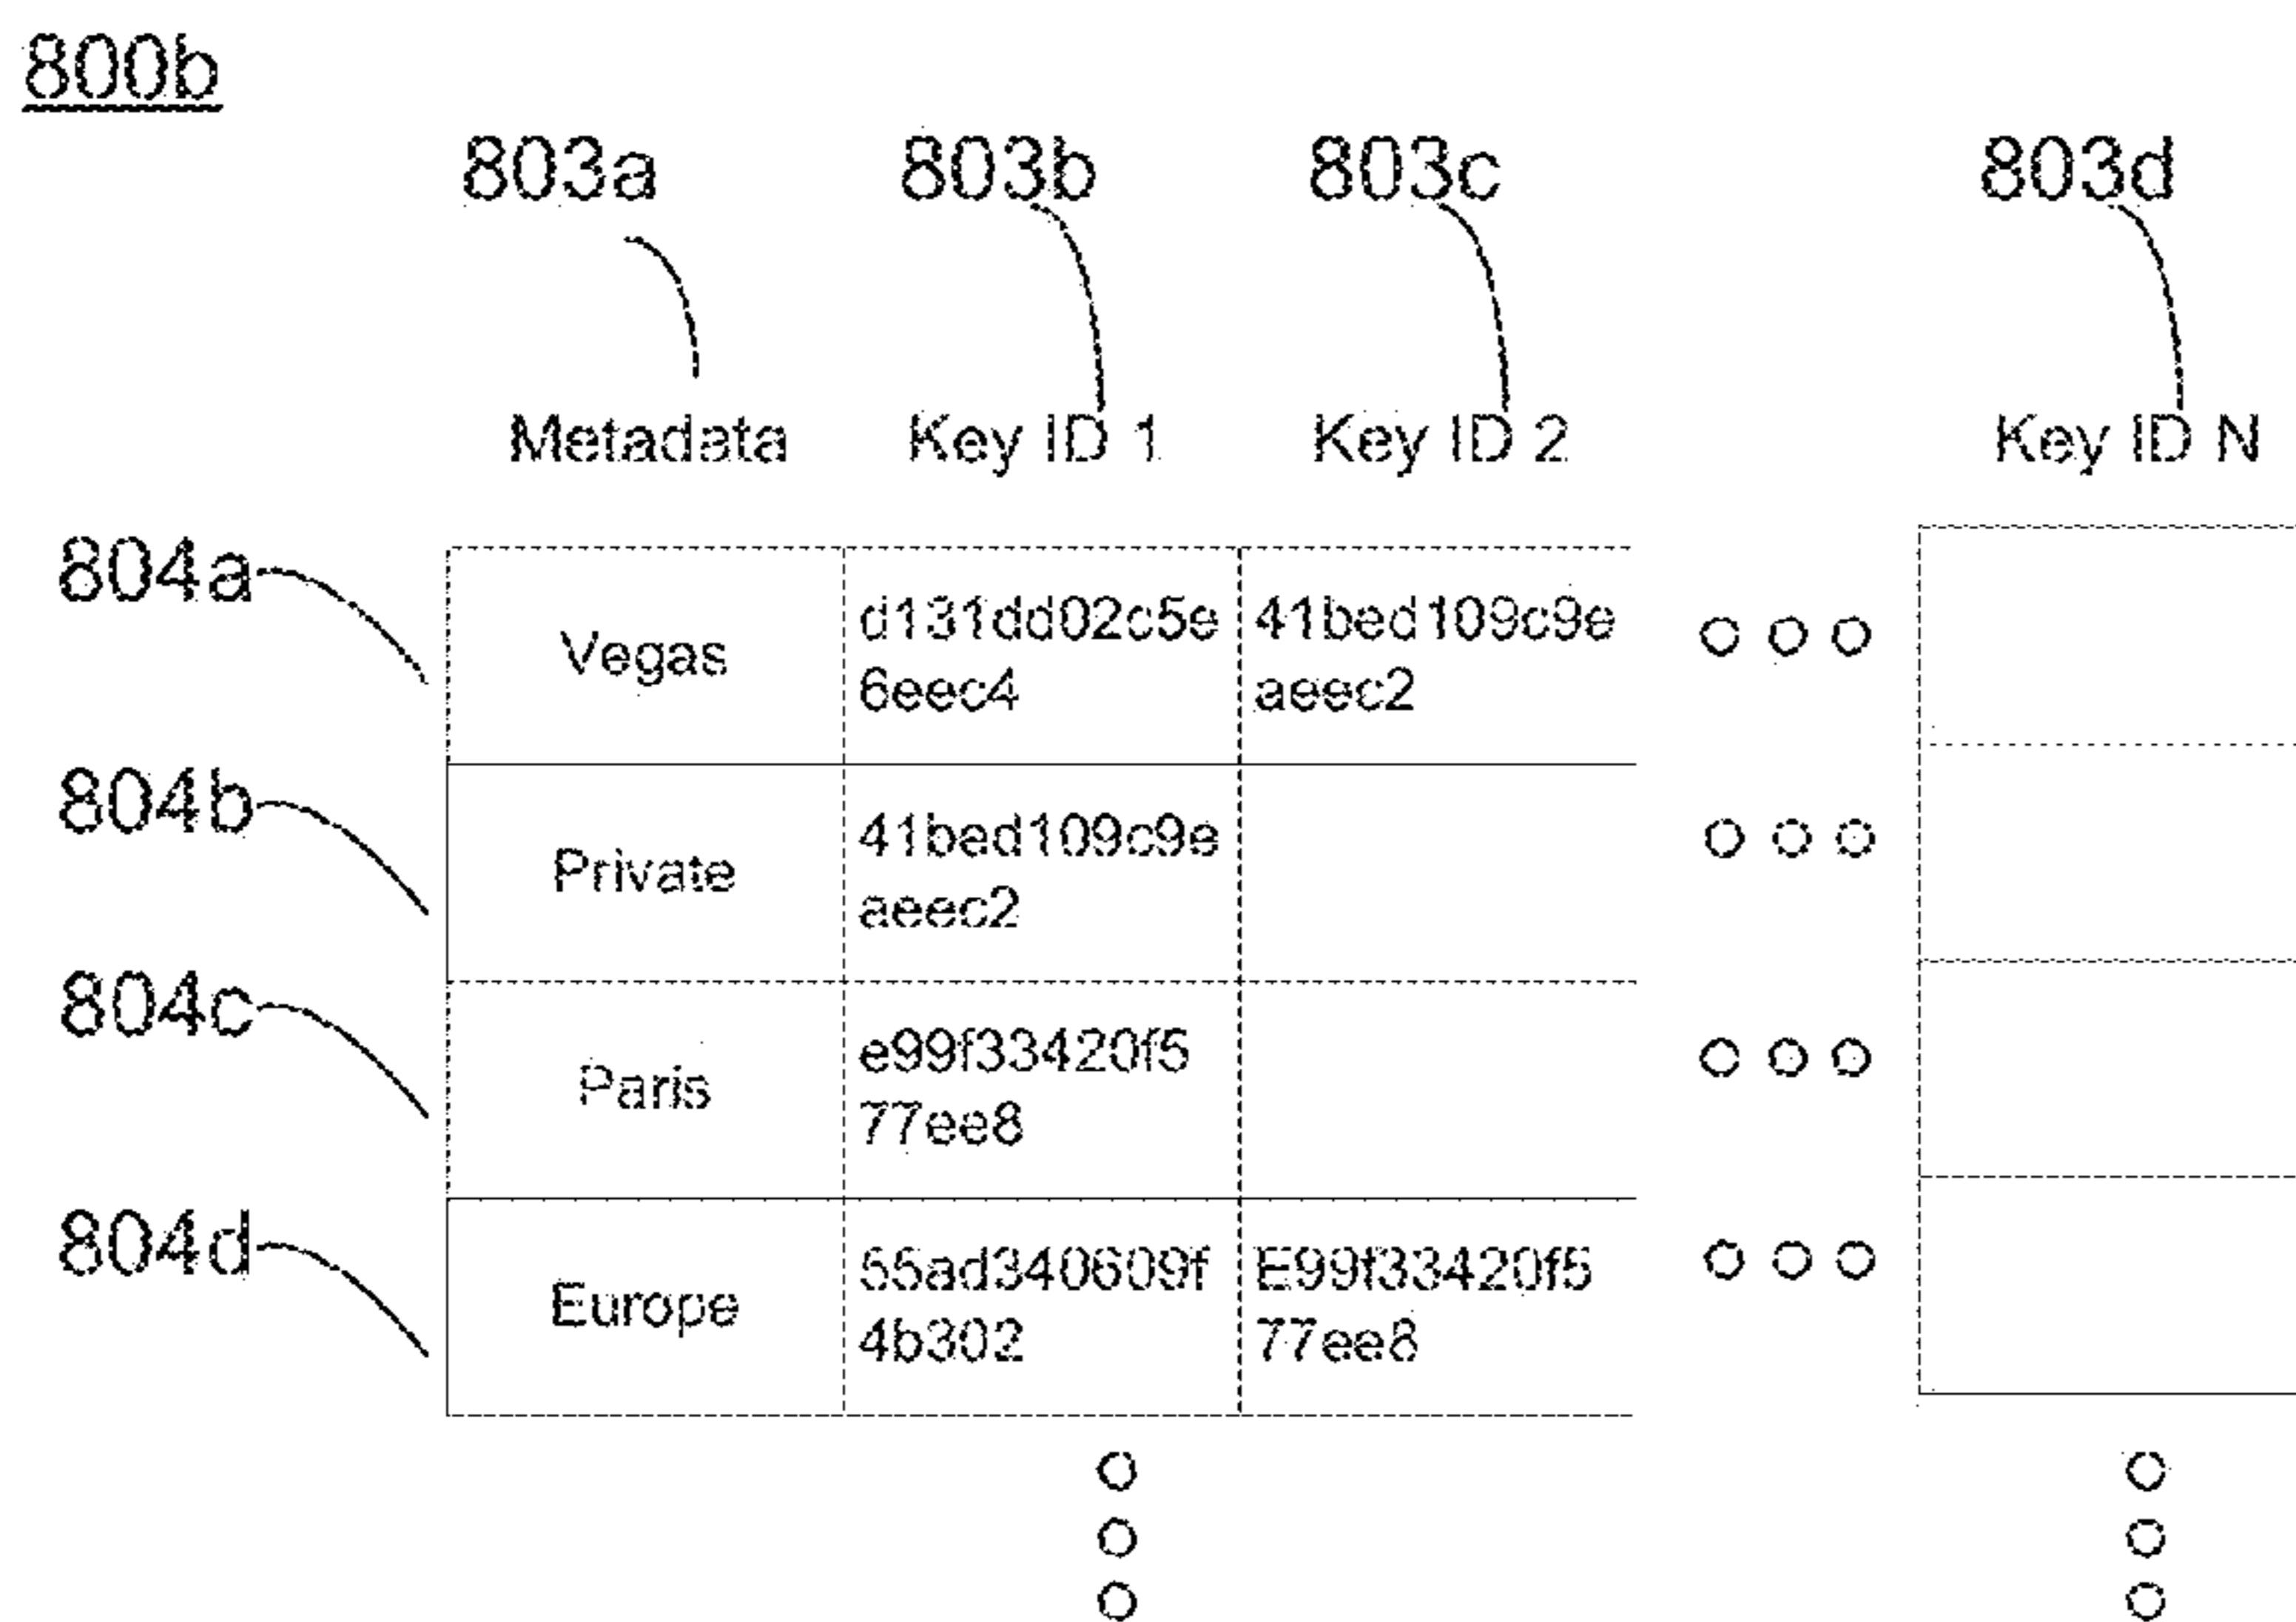 800b
803a 803b 803c 803d
Metadata Key ID 1 Key ID 2 Key ID N
804a
Vegas
d131dd02c5e
6eec4
41bed109c9e
aeec2
804b
Private
41bed109c9e
aeec2
804c
Paris
e99f33420f5
77ee8
804d
Europe
55ad340609f
4b302
E99f33420f5
77ee8